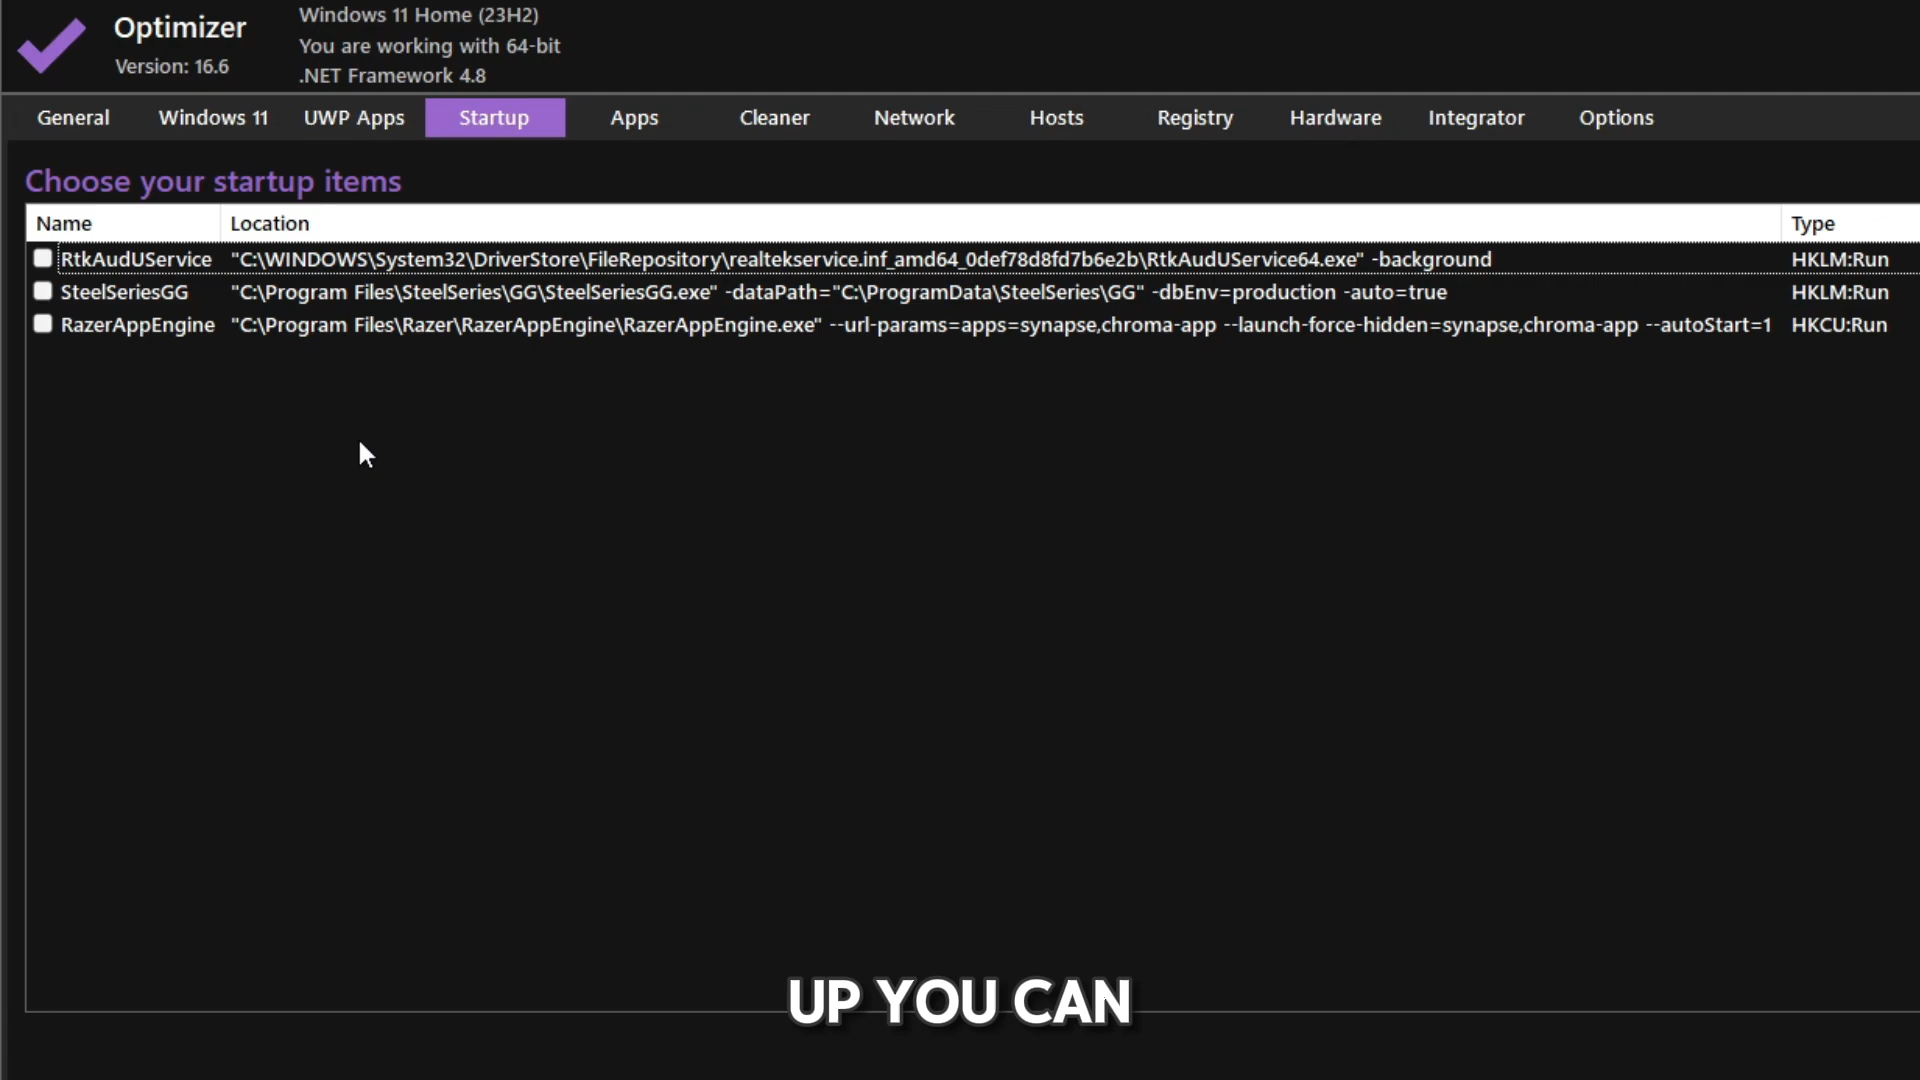 Optimizer
Version: 16.6
Windows 11 Home (23H2)
You are working with 64-bit
.NET Framework 4.8
General Windows 11 UWP Apps Startup Apps Cleaner Network Hosts Registry Hardware Integrator Options
Choose your startup items
Name Location Type
RtkAudUService "C:\WINDOWS\System32\DriverStore\FileRepository\realtekservice.inf_amd64_0def78d8fd7b6e2b\RtkAudUService64.exe" -background HKLM:Run
SteelSeriesGG "C:\Program Files\SteelSeries\GG\SteelSeriesGG.exe" -dataPath="C:\ProgramData\SteelSeries\GG" -dbEnv=production -auto=true HKLM:Run
RazerAppEngine "C:\Program Files\Razer\RazerAppEngine\RazerAppEngine.exe" --url-params=apps=synapse,chroma-app --launch-force-hidden=synapse,chroma-app --autoStart=1 HKCU:Run
UP YOU CAN